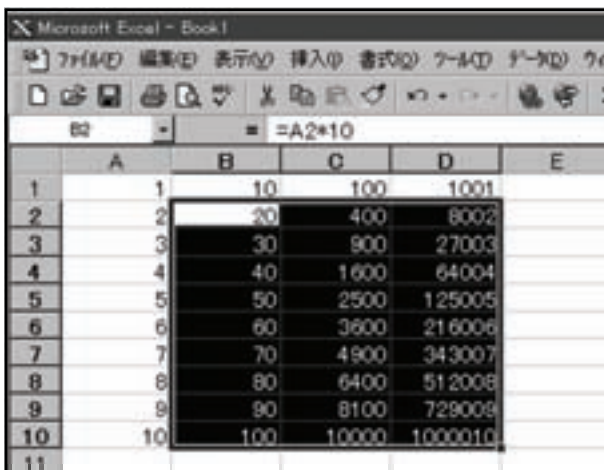 Microsoft Excel - Book1
ファイル(F) 編集(E) 表示(V) 挿入(I) 書式(O) ツール(T) データ(D) ウィ
B2 = =A2*10
A B C D E
1 1 10 100 1001
2 2 20 400 8002
3 3 30 900 27003
4 4 40 1600 64004
5 5 50 2500 125005
6 6 60 3600 216006
7 7 70 4900 343007
8 8 80 6400 512008
9 9 90 8100 729009
10 10 100 10000 1000010
11